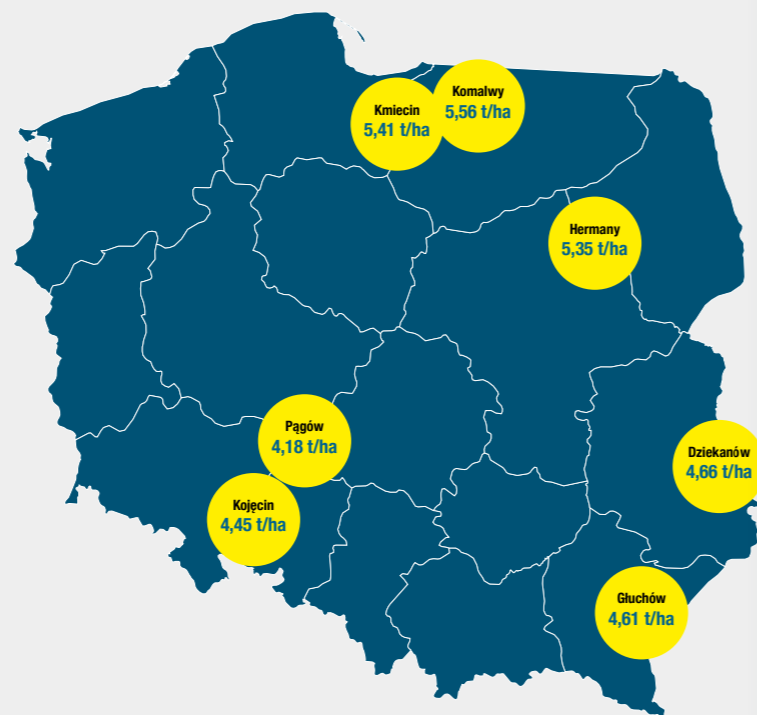 Komalwy
5,56 t/ha
Kmiecin
5,41 t/ha
Hermany
5,35 t/ha
Pągów
4,18 t/ha
Dziekanów
4,66 t/ha
Kojęcin
4,45 t/ha
Głuchów
4,61 t/ha